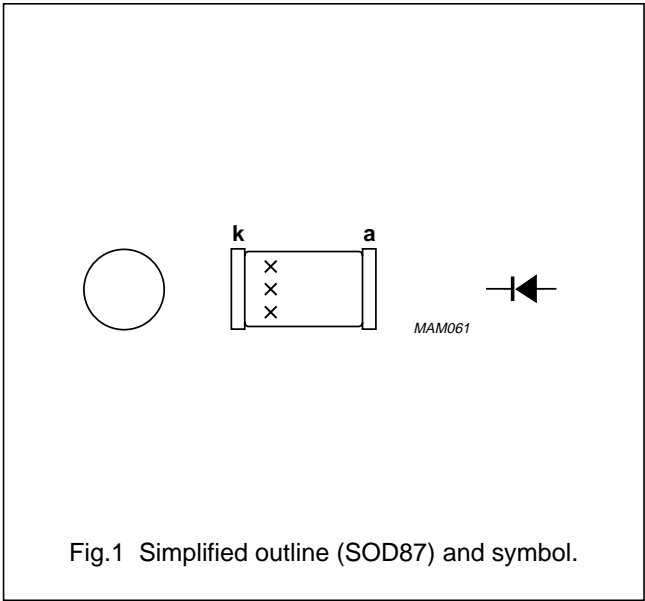 k a
MAM061
Fig.1 Simplified outline (SOD87) and symbol.